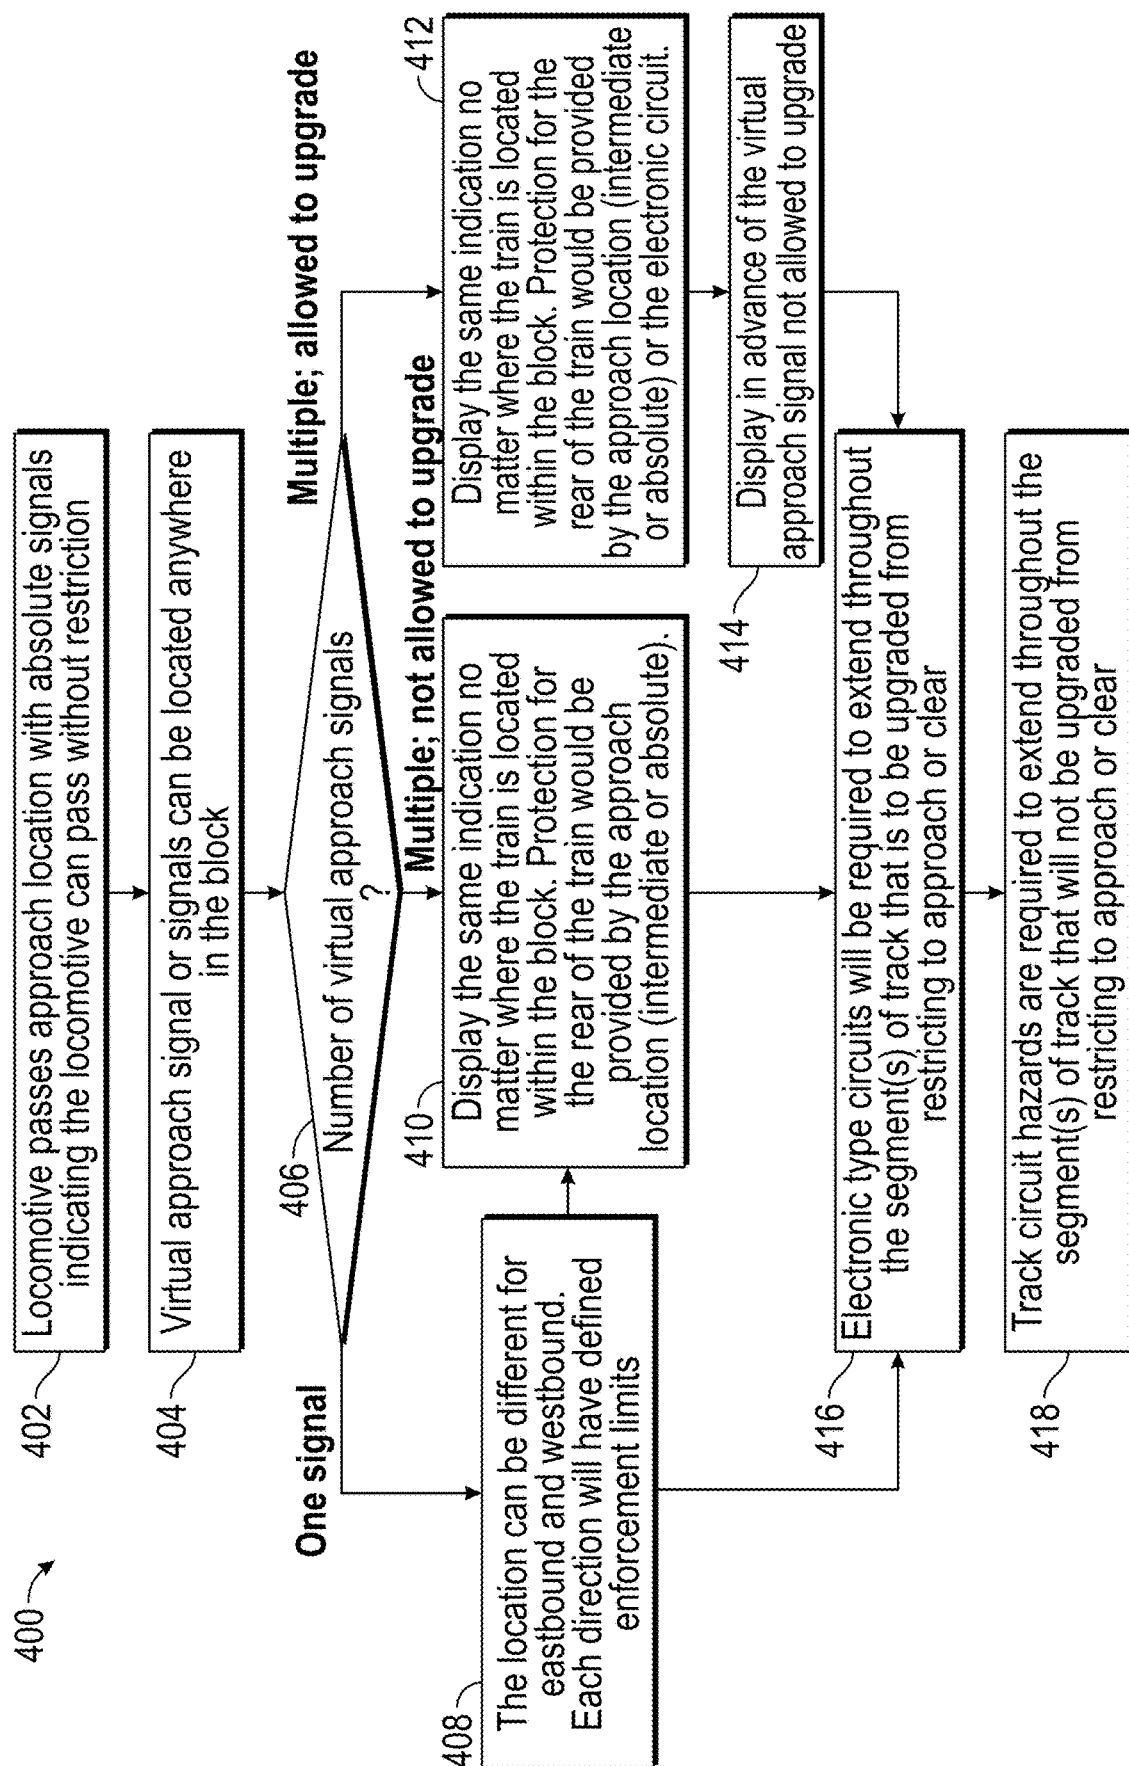 400
402
Locomotive passes approach location with absolute signals
indicating the locomotive can pass without restriction
404
Virtual approach signal or signals can be located anywhere
in the block
406
Number of virtual approach signals
?
One signal
Multiple; not allowed to upgrade
Multiple; allowed to upgrade
408
The location can be different for
eastbound and westbound.
Each direction will have defined
enforcement limits
410
Display the same indication no
matter where the train is located
within the block. Protection for
the rear of the train would be
provided by the approach
location (intermediate or absolute).
412
Display the same indication no
matter where the train is located
within the block. Protection for the
rear of the train would be provided
by the approach location (intermediate
or absolute) or the electronic circuit.
414
Display in advance of the virtual
approach signal not allowed to upgrade
416
Electronic type circuits will be required to extend throughout
the segment(s) of track that is to be upgraded from
restricting to approach or clear
418
Track circuit hazards are required to extend throughout the
segment(s) of track that will not be upgraded from
restricting to approach or clear